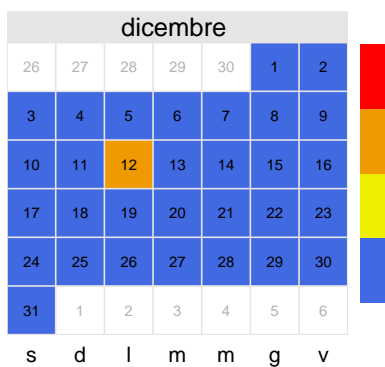 dicembre
26 27 28 29 30 1 2
3 4 5 6 7 8 9
10 11 12 13 14 15 16
17 18 19 20 21 22 23
24 25 26 27 28 29 30
31 1 2 3 4 5 6
s d l m m g v